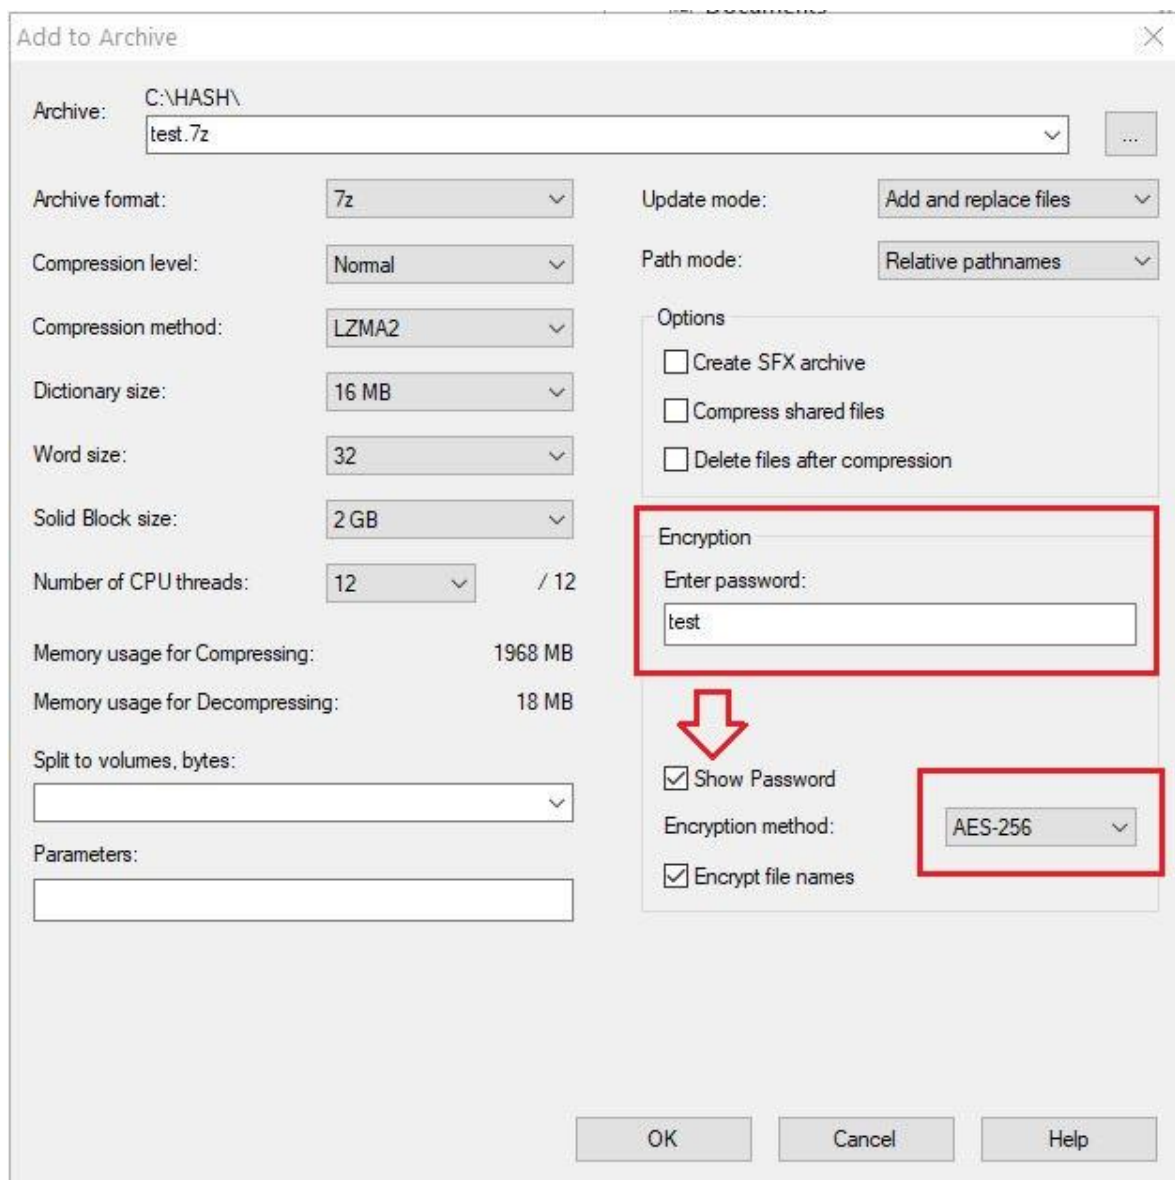 Documents
Add to Archive
Archive:
C:\HASH\
test.7z
...
Archive format:
7z
Compression level:
Normal
Compression method:
LZMA2
Dictionary size:
16 MB
Word size:
32
Solid Block size:
2 GB
Number of CPU threads:
12
/ 12
Memory usage for Compressing:
1968 MB
Memory usage for Decompressing:
18 MB
Split to volumes, bytes:
Parameters:
Update mode:
Add and replace files
Path mode:
Relative pathnames
Options
Create SFX archive
Compress shared files
Delete files after compression
Encryption
Enter password:
test
Show Password
Encryption method:
AES-256
Encrypt file names
OK
Cancel
Help